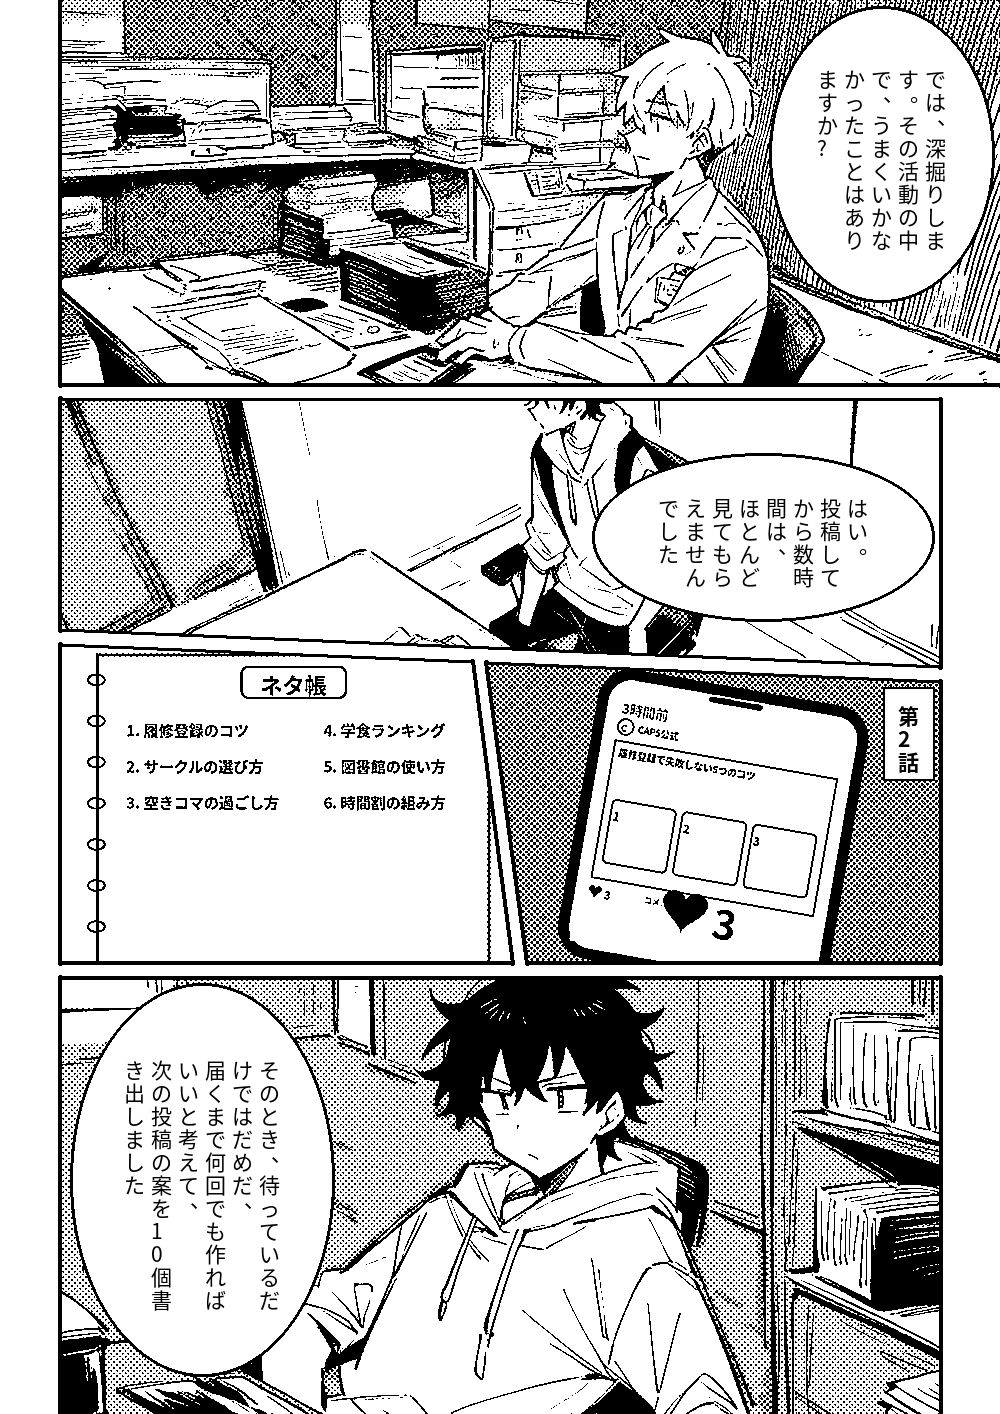 では、深掘りしま
す。その活動の中
で、うまくいかな
かったことはあり
ますか?
はい。
投稿して
から数時
間は、
ほとんど
見てもら
えません
でした
第2話
3時間前
C CAPS公式
履修登録で失敗しない5つのコツ
1
2
3
3
コメ
3
ネタ帳
1. 履修登録のコツ
2. サークルの選び方
3. 空きコマの過ごし方
4. 学食ランキング
5. 図書館の使い方
6. 時間割の組み方
そのとき、待っているだ
けではだめだ、
届くまで何回でも作れば
いいと考えて、
次の投稿の案を10個書
き出しました